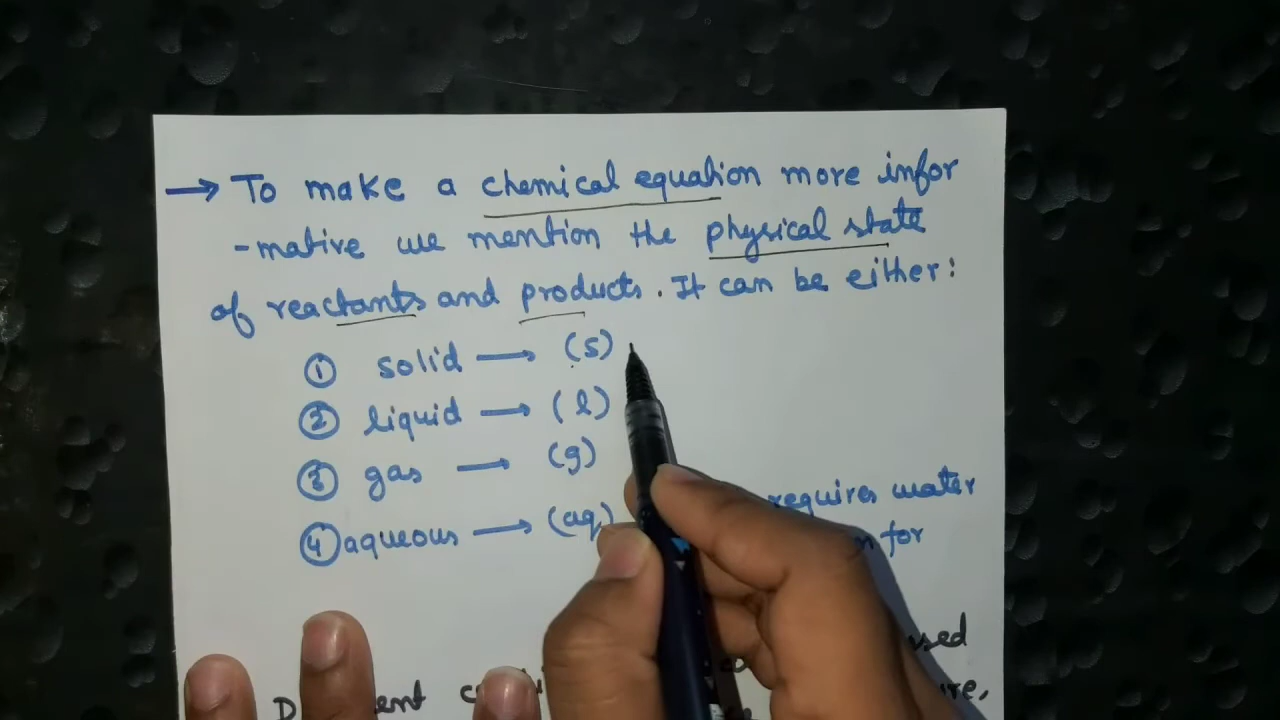 → To make a chemical equation more infor
-mative we mention the physical state
of reactants and products. It can be either:
① solid → (s)
② liquid → (l)
③ gas → (g)
④ aqueous → (aq) requires water
for